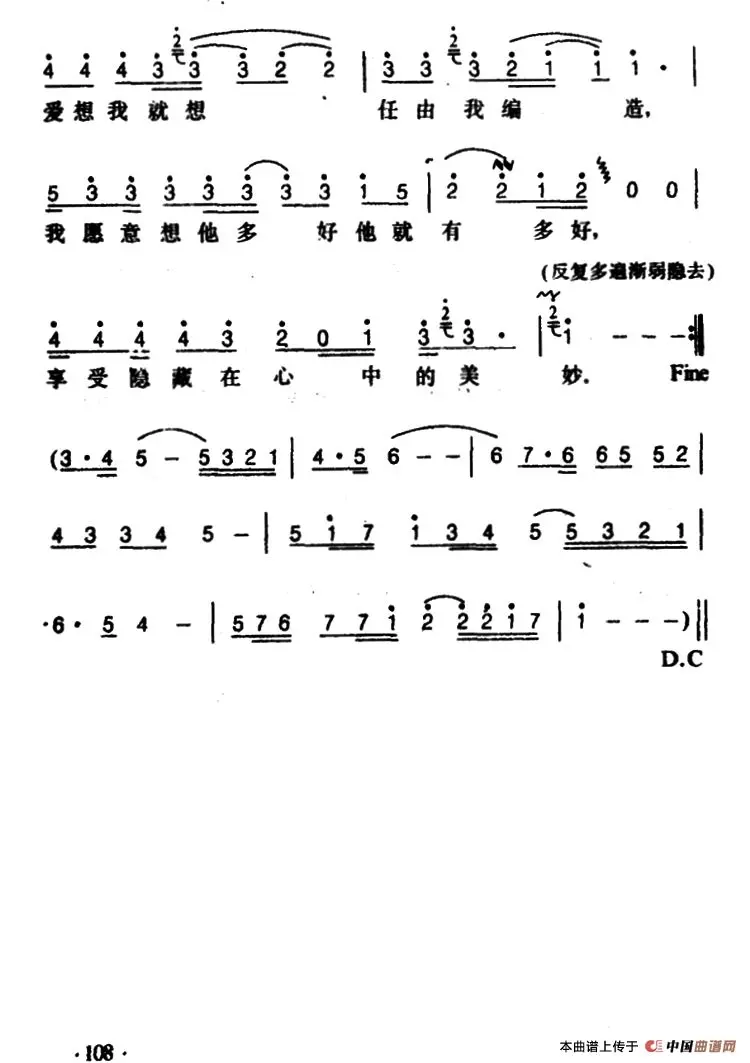 4 4 4 3 2 3 3 2 2 | 3 3 2 3 2 1 1 1 · |
爱想我就想 任由我编 造,
5 3 3 3 3 3 3 3 1 5 | 2 2 1 2 0 0 |
我愿意想他多 好他就有 多好,
(反复多遍渐弱隐去)
4 4 4 4 3 2 0 1 3 2 3 · | 2 1 - - - :||
享受隐藏在心 中的美 妙. Fine
(3 · 4 5 - 5 3 2 1 | 4 · 5 6 - - | 6 7 · 6 6 5 5 2 |
4 3 3 4 5 - | 5 1 7 1 3 4 5 5 3 2 1 |
· 6 · 5 4 - | 5 7 6 7 7 1 2 2 2 1 7 | 1 - - - ) ||
D.C
· 108 ·
本曲谱上传于 中国曲谱网